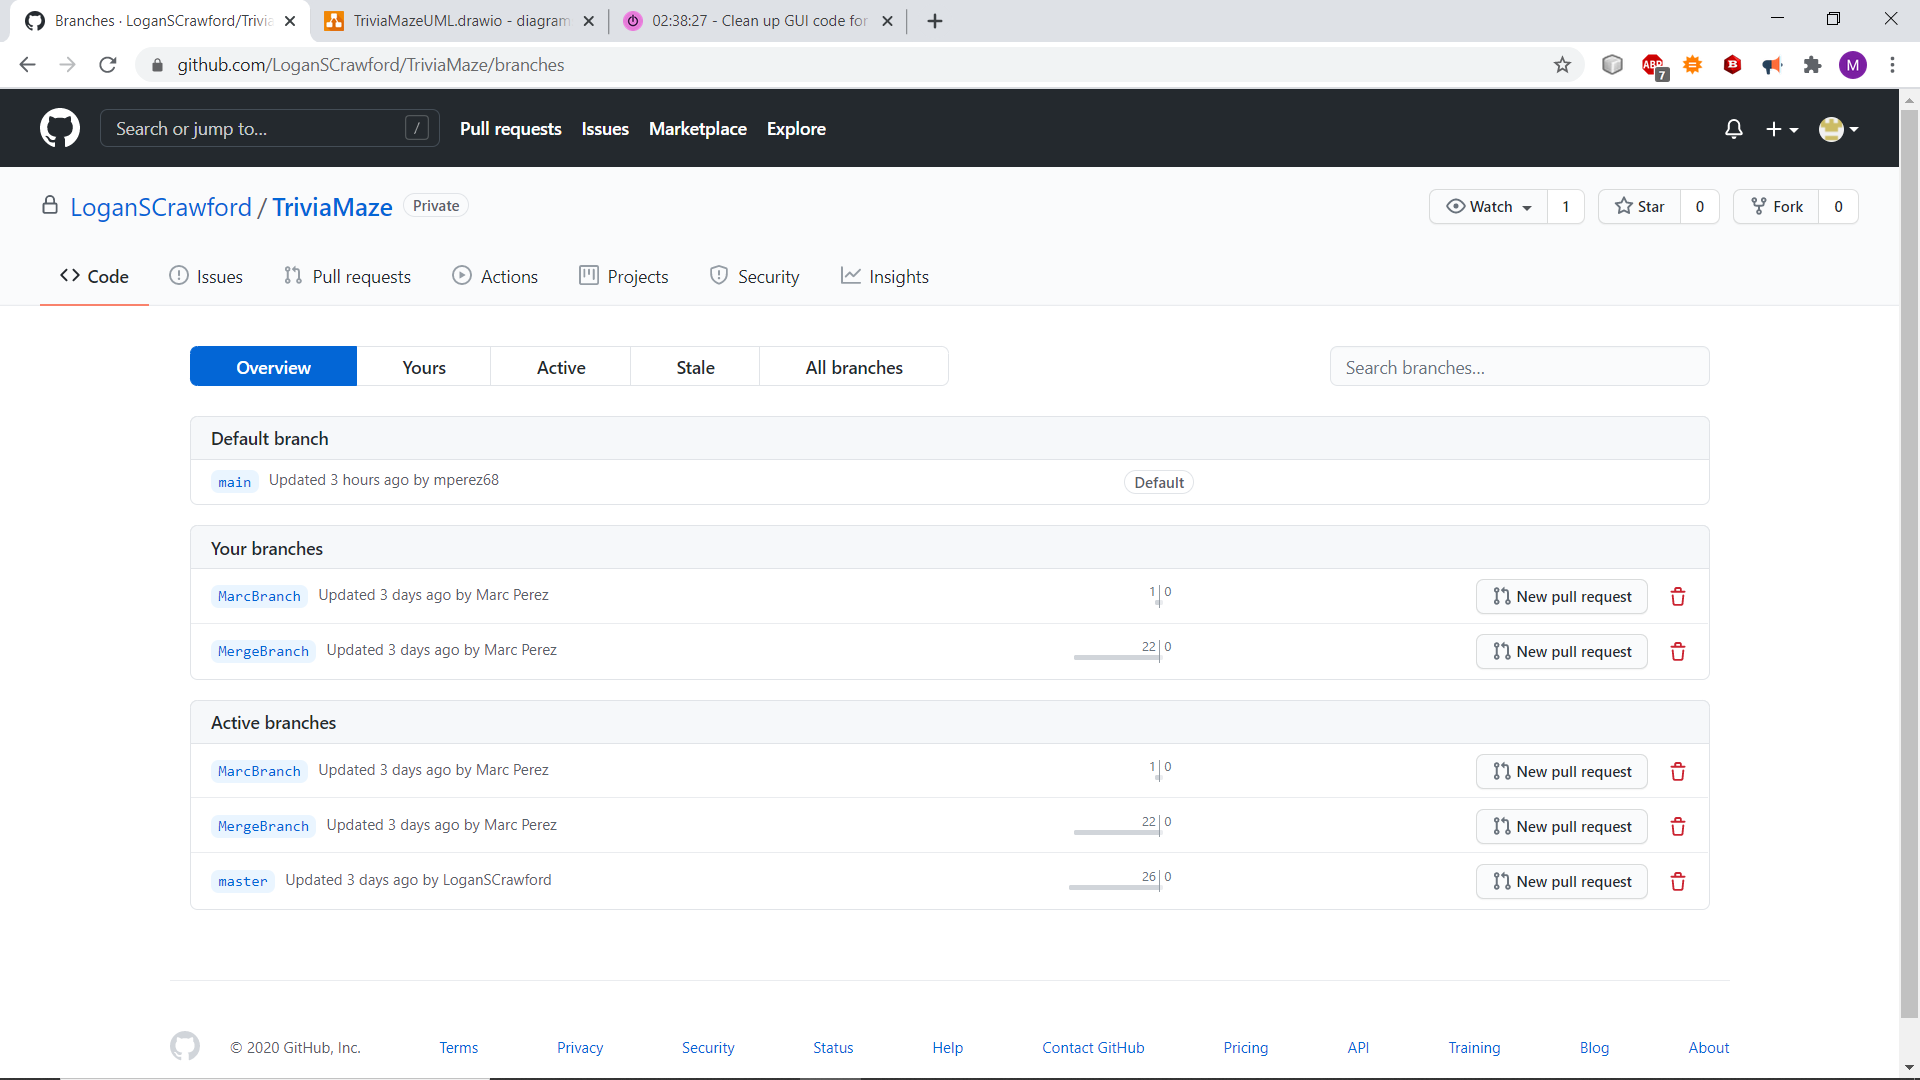 Branches · LoganSCrawford/Trivia
TriviaMazeUML.drawio - diagram
02:38:27 - Clean up GUI code for
github.com/LoganSCrawford/TriviaMaze/branches
ABP
7
B
M
Search or jump to...
/
Pull requests
Issues
Marketplace
Explore
LoganSCrawford / TriviaMaze
Private
Watch
1
Star
0
Fork
0
Code
Issues
Pull requests
Actions
Projects
Security
Insights
Overview
Yours
Active
Stale
All branches
Search branches...
Default branch
main Updated 3 hours ago by mperez68
Default
Your branches
MarcBranch Updated 3 days ago by Marc Perez
1 0
New pull request
MergeBranch Updated 3 days ago by Marc Perez
22 0
New pull request
Active branches
MarcBranch Updated 3 days ago by Marc Perez
1 0
New pull request
MergeBranch Updated 3 days ago by Marc Perez
22 0
New pull request
master Updated 3 days ago by LoganSCrawford
26 0
New pull request
© 2020 GitHub, Inc.
Terms
Privacy
Security
Status
Help
Contact GitHub
Pricing
API
Training
Blog
About